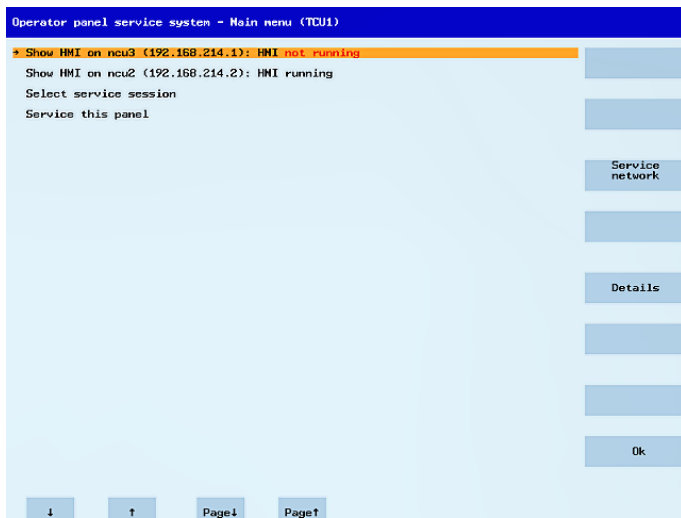 Operator panel service system - Main menu (TCU1)
→ Show HMI on ncu3 (192.168.214.1): HMI not running
Show HMI on ncu2 (192.168.214.2): HMI running
Select service session
Service this panel
Service
network
Details
Ok
↓ ↑ Page↓ Page↑